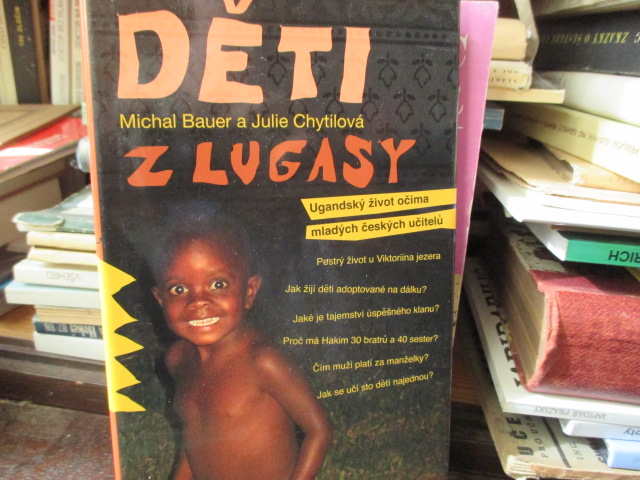 DĚTI
Michal Bauer a Julie Chytilová
Z LUGASY
Ugandský život očima
mladých českých učitelů
Pestrý život u Viktoriina jezera
Jak žijí děti adoptované na dálku?
Jaké je tajemství úspěšného klanu?
Proč má Hakim 30 bratrů a 40 sester?
Čím muži platí za manželky?
Jak se učí sto dětí najednou?
VŠEHRD
RICH